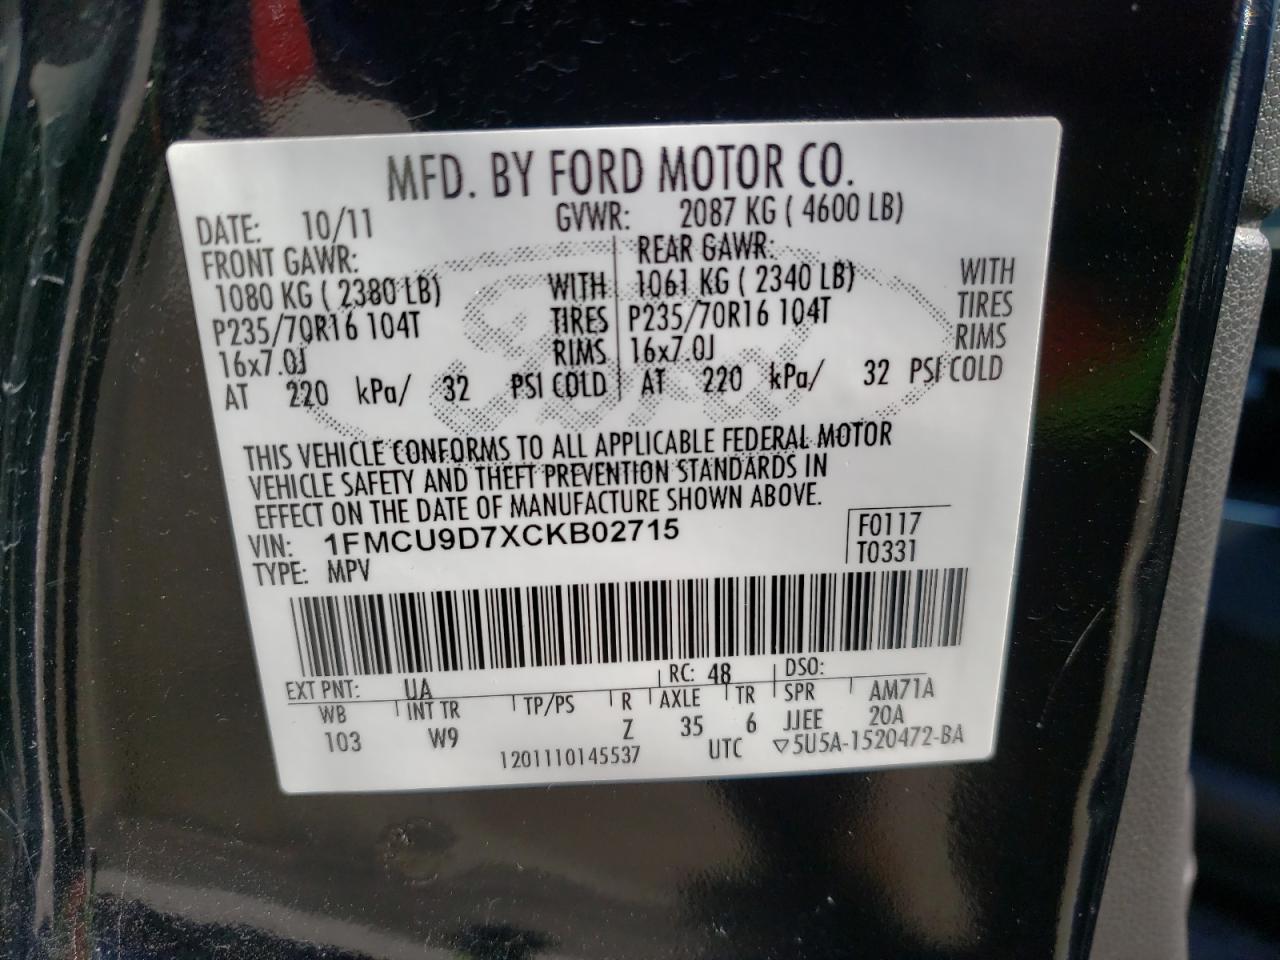 MFD. BY FORD MOTOR CO.
DATE: 10/11 GVWR: 2087 KG ( 4600 LB)
FRONT GAWR: REAR GAWR:
1080 KG ( 2380 LB) WITH 1061 KG ( 2340 LB) WITH
P235/70R16 104T TIRES P235/70R16 104T TIRES
16x7.0J RIMS 16x7.0J RIMS
AT 220 kPa/ 32 PSI COLD AT 220 kPa/ 32 PSI COLD
Ford
THIS VEHICLE CONFORMS TO ALL APPLICABLE FEDERAL MOTOR
VEHICLE SAFETY AND THEFT PREVENTION STANDARDS IN
EFFECT ON THE DATE OF MANUFACTURE SHOWN ABOVE.
VIN: 1FMCU9D7XCKB02715 F0117
TYPE: MPV T0331
EXT PNT: UA RC: 48 DSO:
WB INT TR TP/PS R AXLE TR SPR AM71A
103 W9 Z 35 6 JJEE 20A
1201110145537 UTC ▽5U5A-1520472-BA